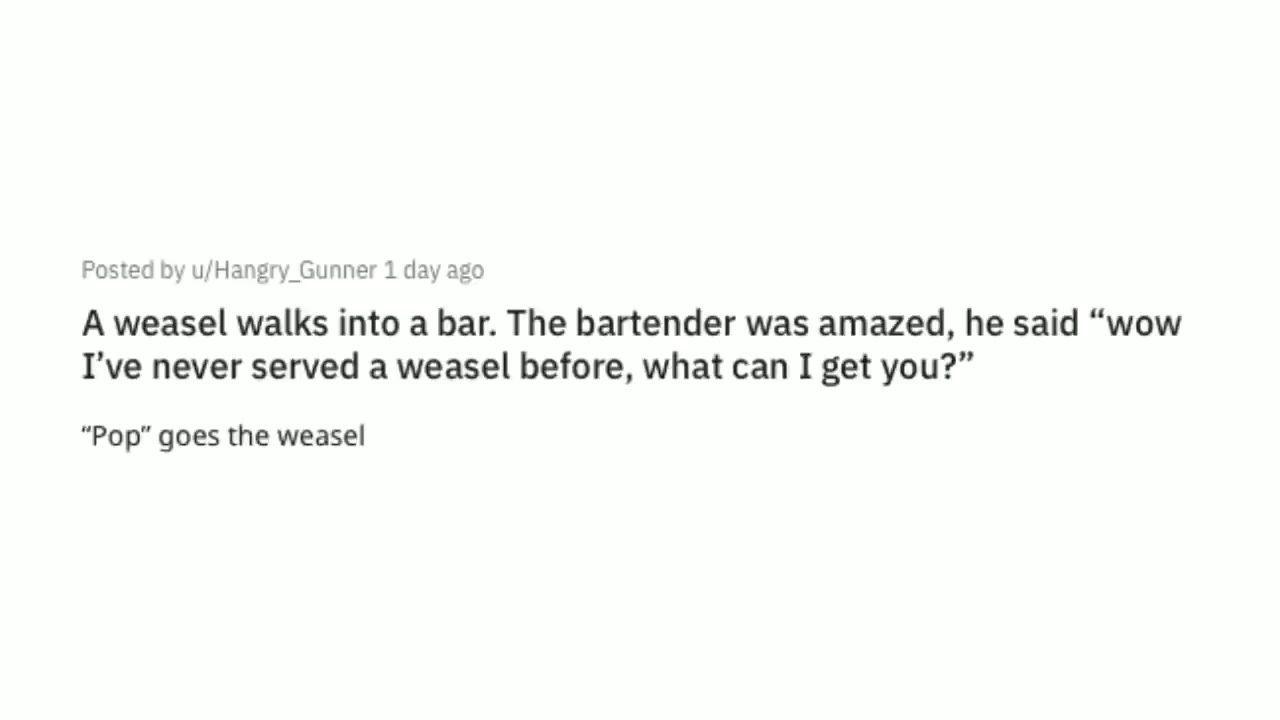 Posted by u/Hangry_Gunner 1 day ago
A weasel walks into a bar. The bartender was amazed, he said “wow
I’ve never served a weasel before, what can I get you?”
“Pop” goes the weasel